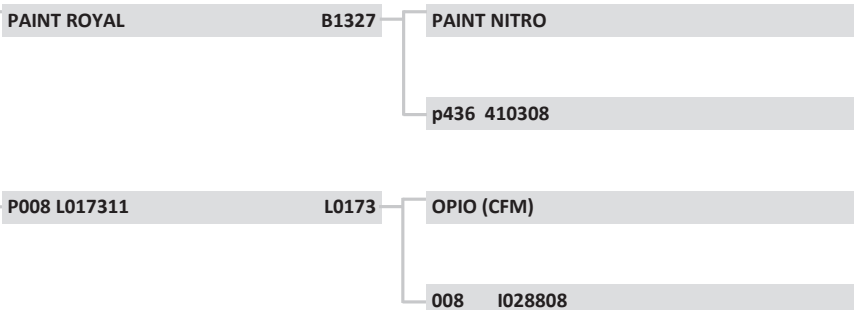 PAINT ROYAL B1327
PAINT NITRO
p436 410308
P008 L017311 L0173
OPIO (CFM)
008 I028808